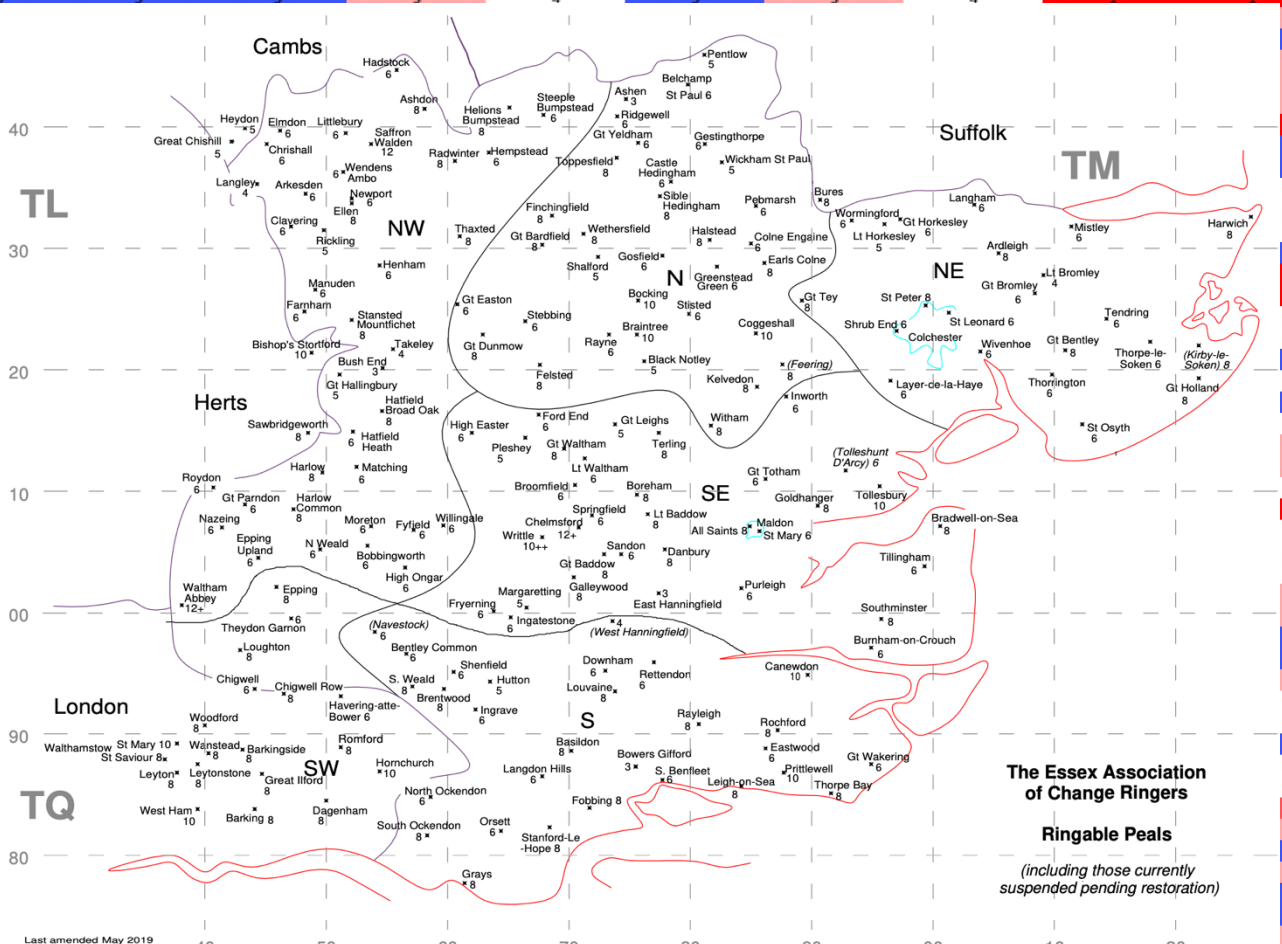 Cambs
Hadstock
6
Pentlow
5
Belchamp
St Paul 6
Ashdon
8
Helions
Bumpstead
8
Steeple
Bumpstead
6
Ashen
3
Ridgewell
6
Heydon
5
Elmdon
6
Littlebury
6
Saffron
Walden
12
Gt Yeldham
6
Gestingthorpe
6
Suffolk
TM
40
Great Chishill
5
Chrishall
6
Radwinter
8
Hempstead
6
Toppesfield
8
Castle
Hedingham
6
Wickham St Paul
5
Wendens
Ambo
6
Langley
4
Arkesden
6
Newport
6
Ellen
8
Sible
Hedingham
8
Pebmarsh
6
Bures
8
Langham
6
TL
Clavering
6
Rickling
5
NW
Finchingfield
8
Wormingford
6
Gt Horkesley
6
Lt Horkesley
5
Mistley
6
Harwich
8
Thaxted
8
Gt Bardfield
8
Wethersfield
8
Halstead
8
Colne Engaine
6
Ardleigh
8
30
Henham
6
Shalford
5
Gosfield
6
N
Greenstead
Green 6
Earls Colne
8
NE
Lt Bromley
4
Gt Bromley
6
Manuden
6
Farnham
6
Gt Easton
6
Bocking
10
Stisted
6
Gt Tey
8
St Peter 8
Stansted
Mountfichet
8
Stebbing
6
Braintree
10
Coggeshall
10
Shrub End 6
St Leonard 6
Colchester
Tendring
6
Bishop's Stortford
10
Takeley
4
Gt Dunmow
8
Rayne
6
Wivenhoe
6
Gt Bentley
8
Thorpe-le-
Soken 6
(Kirby-le-
Soken) 8
Bush End
3
Black Notley
5
(Feering)
8
20
Gt Hallingbury
5
Felsted
8
Kelvedon
8
Inworth
6
Layer-de-la-Haye
6
Thorrington
6
Gt Holland
8
Herts
Hatfield
Broad Oak
8
Ford End
6
Gt Leighs
5
Witham
8
St Osyth
6
Sawbridgeworth
8
Hatfield
Heath
6
High Easter
6
Pleshey
5
Gt Waltham
8
Terling
8
(Tolleshunt
D'Arcy) 6
Harlow
8
Matching
6
Lt Waltham
6
Gt Totham
6
Roydon
6
Broomfield
6
Boreham
8
SE
Goldhanger
8
Tollesbury
10
10
Gt Parndon
6
Harlow
Common
8
Springfield
6
Nazeing
6
Moreton
6
Fyfield
6
Willingale
6
Chelmsford
12+
Lt Baddow
8
All Saints 8
Maldon
St Mary 6
Bradwell-on-Sea
8
Writtle
10++
Epping
Upland
6
N Weald
6
Bobbingworth
6
Sandon
6
Danbury
8
Tillingham
6
Gt Baddow
8
High Ongar
6
Galleywood
8
Purleigh
6
Waltham
Abbey
12+
Epping
8
Margaretting
5
3
East Hanningfield
Southminster
8
00
Fryerning
6
Theydon Garnon
6
(Navestock)
6
Ingatestone
6
4
(West Hanningfield)
Burnham-on-Crouch
6
Loughton
8
Bentley Common
6
Shenfield
6
Downham
6
Rettendon
6
Canewdon
10
Chigwell
6
Chigwell Row
8
S. Weald
8
Hutton
5
Louvaine
8
Brentwood
8
Havering-atte-
Bower 6
Ingrave
6
London
Woodford
8
S
Rayleigh
8
Rochford
8
90
Walthamstow
St Mary 10
St Saviour 8
Wanstead
8
Barkingside
8
Romford
8
Basildon
8
Bowers Gifford
3
Eastwood
6
Gt Wakering
6
Leyton
8
Leytonstone
8
Great Ilford
8
SW
Hornchurch
10
Langdon Hills
6
S. Benfleet
6
Leigh-on-Sea
8
Prittlewell
10
Thorpe Bay
8
The Essex Association
of Change Ringers
TQ
North Ockendon
6
West Ham
10
Barking 8
Dagenham
8
Fobbing 8
South Ockendon
8
Orsett
6
Stanford-Le
-Hope 8
Ringable Peals
80
Grays
8
(including those currently
suspended pending restoration)
Last amended May 2019